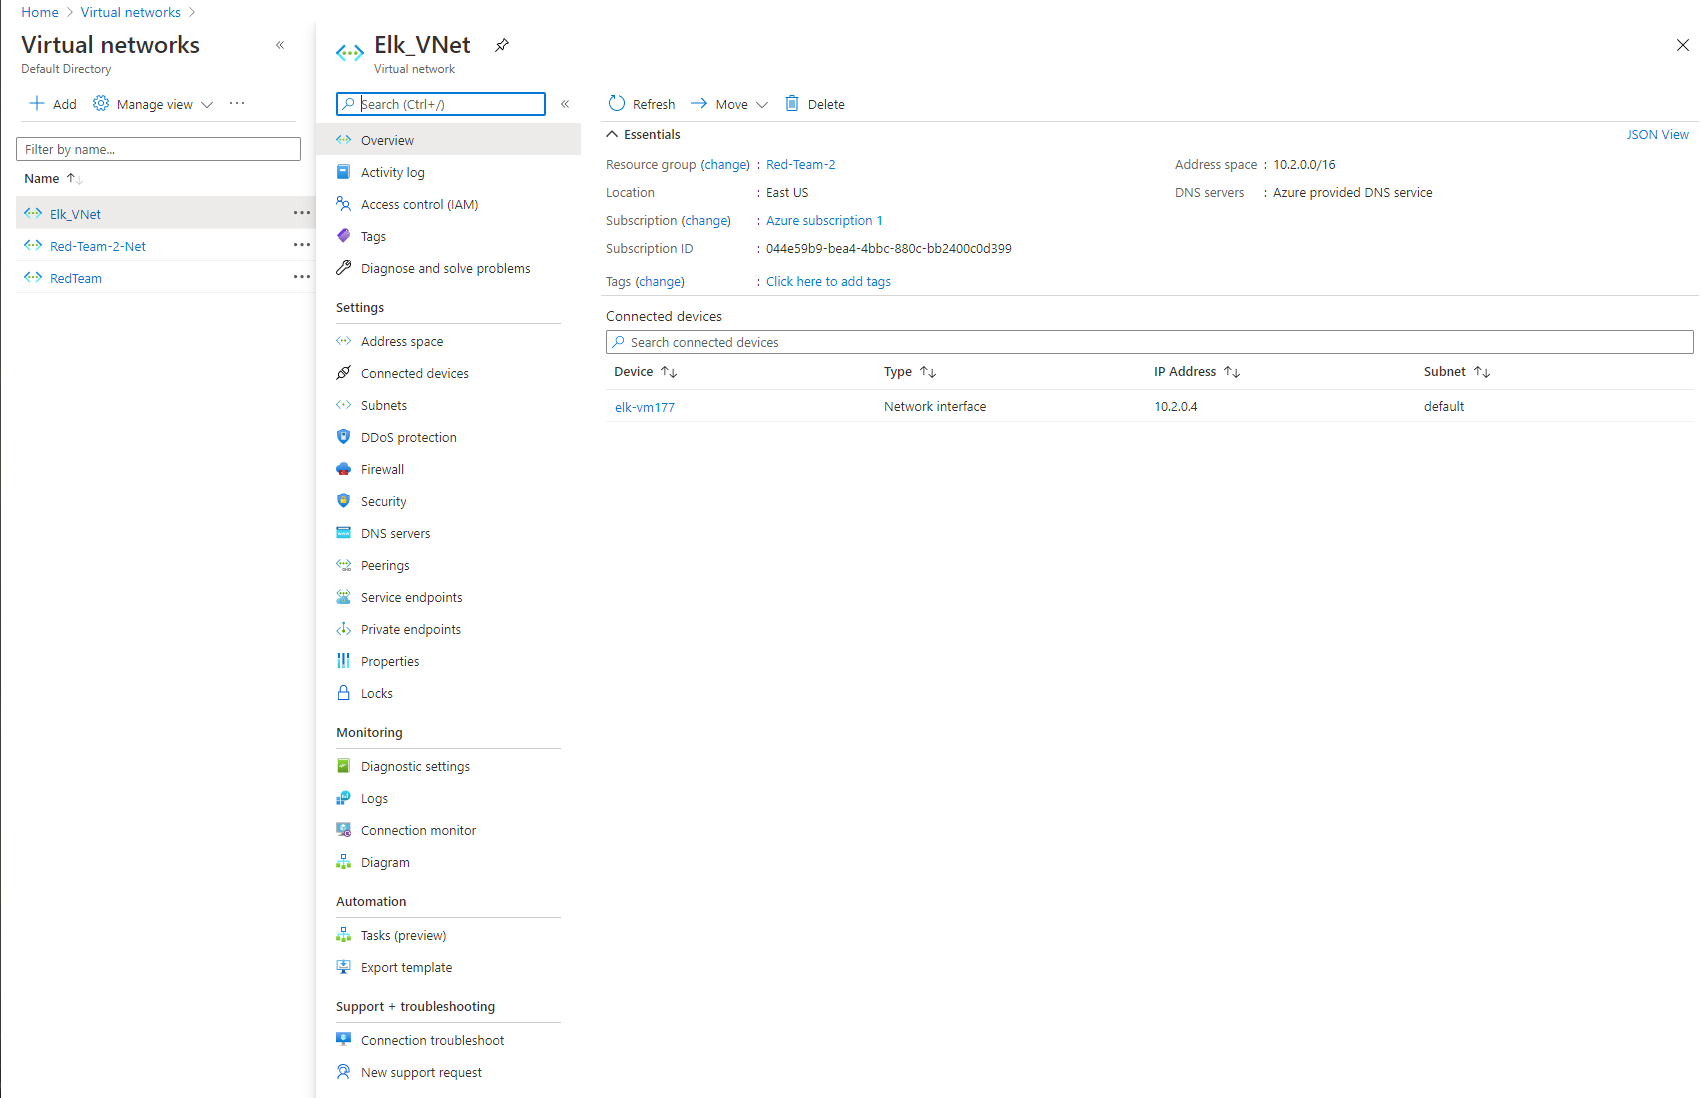 Home > Virtual networks >
Virtual networks
Default Directory
Add Manage view ...
Filter by name...
Name
Elk_VNet
Red-Team-2-Net
RedTeam
Elk_VNet
Virtual network
Search (Ctrl+/)
Overview
Activity log
Access control (IAM)
Tags
Diagnose and solve problems
Settings
Address space
Connected devices
Subnets
DDoS protection
Firewall
Security
DNS servers
Peerings
Service endpoints
Private endpoints
Properties
Locks
Monitoring
Diagnostic settings
Logs
Connection monitor
Diagram
Automation
Tasks (preview)
Export template
Support + troubleshooting
Connection troubleshoot
New support request
Refresh Move Delete
Essentials JSON View
Resource group (change) : Red-Team-2 Address space : 10.2.0.0/16
Location : East US DNS servers : Azure provided DNS service
Subscription (change) : Azure subscription 1
Subscription ID : 044e59b9-bea4-4bbc-880c-bb2400c0d399
Tags (change) : Click here to add tags
Connected devices
Search connected devices
Device Type IP Address Subnet
elk-vm177 Network interface 10.2.0.4 default